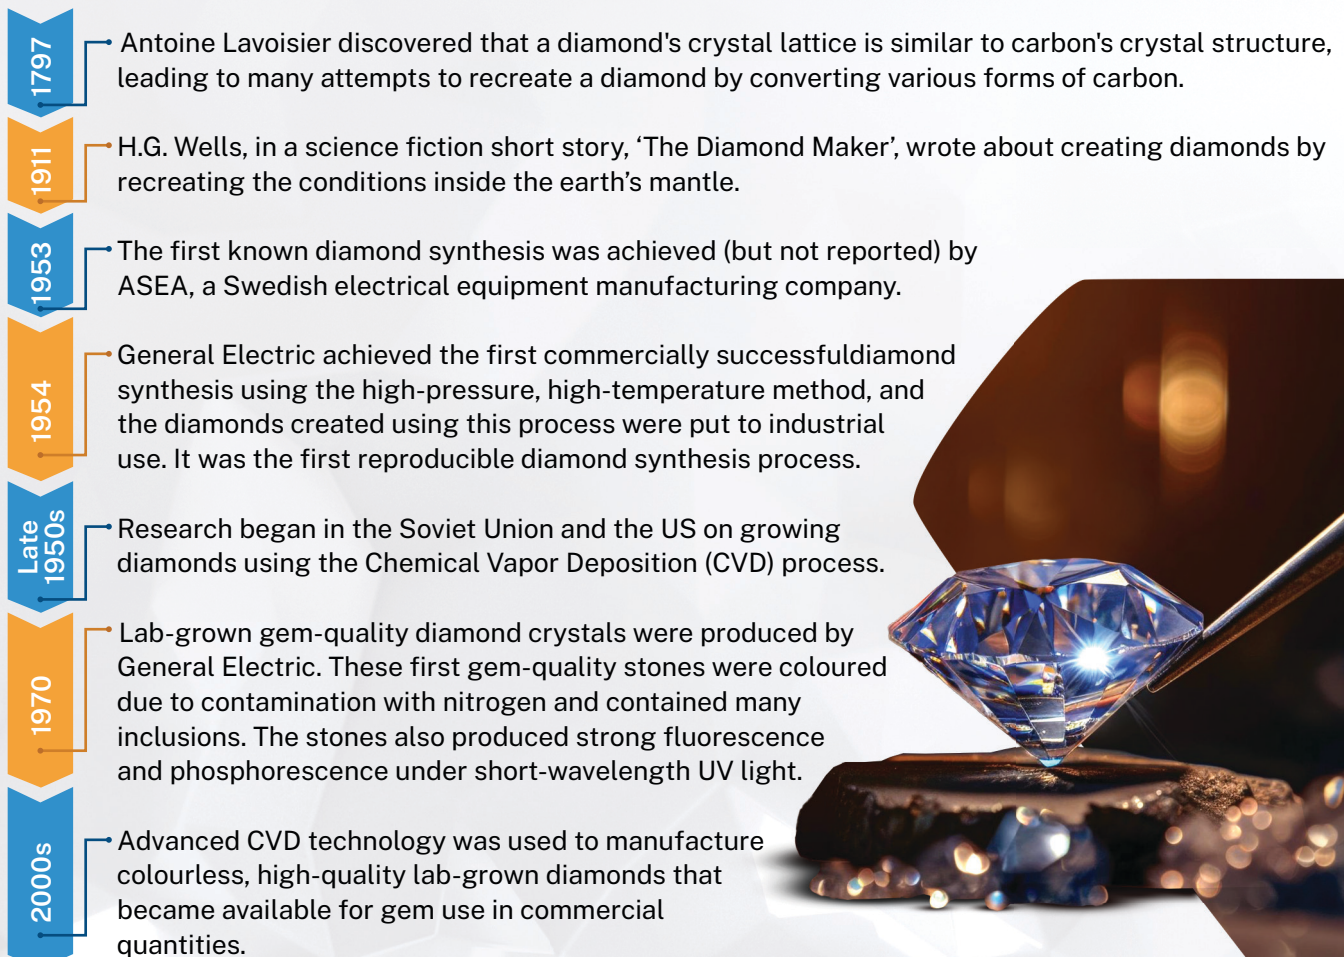 1797
Antoine Lavoisier discovered that a diamond's crystal lattice is similar to carbon's crystal structure,
leading to many attempts to recreate a diamond by converting various forms of carbon.
1911
H.G. Wells, in a science fiction short story, ‘The Diamond Maker’, wrote about creating diamonds by
recreating the conditions inside the earth’s mantle.
1953
The first known diamond synthesis was achieved (but not reported) by
ASEA, a Swedish electrical equipment manufacturing company.
1954
General Electric achieved the first commercially successfuldiamond
synthesis using the high-pressure, high-temperature method, and
the diamonds created using this process were put to industrial
use. It was the first reproducible diamond synthesis process.
Late
1950s
Research began in the Soviet Union and the US on growing
diamonds using the Chemical Vapor Deposition (CVD) process.
1970
Lab-grown gem-quality diamond crystals were produced by
General Electric. These first gem-quality stones were coloured
due to contamination with nitrogen and contained many
inclusions. The stones also produced strong fluorescence
and phosphorescence under short-wavelength UV light.
2000s
Advanced CVD technology was used to manufacture
colourless, high-quality lab-grown diamonds that
became available for gem use in commercial
quantities.